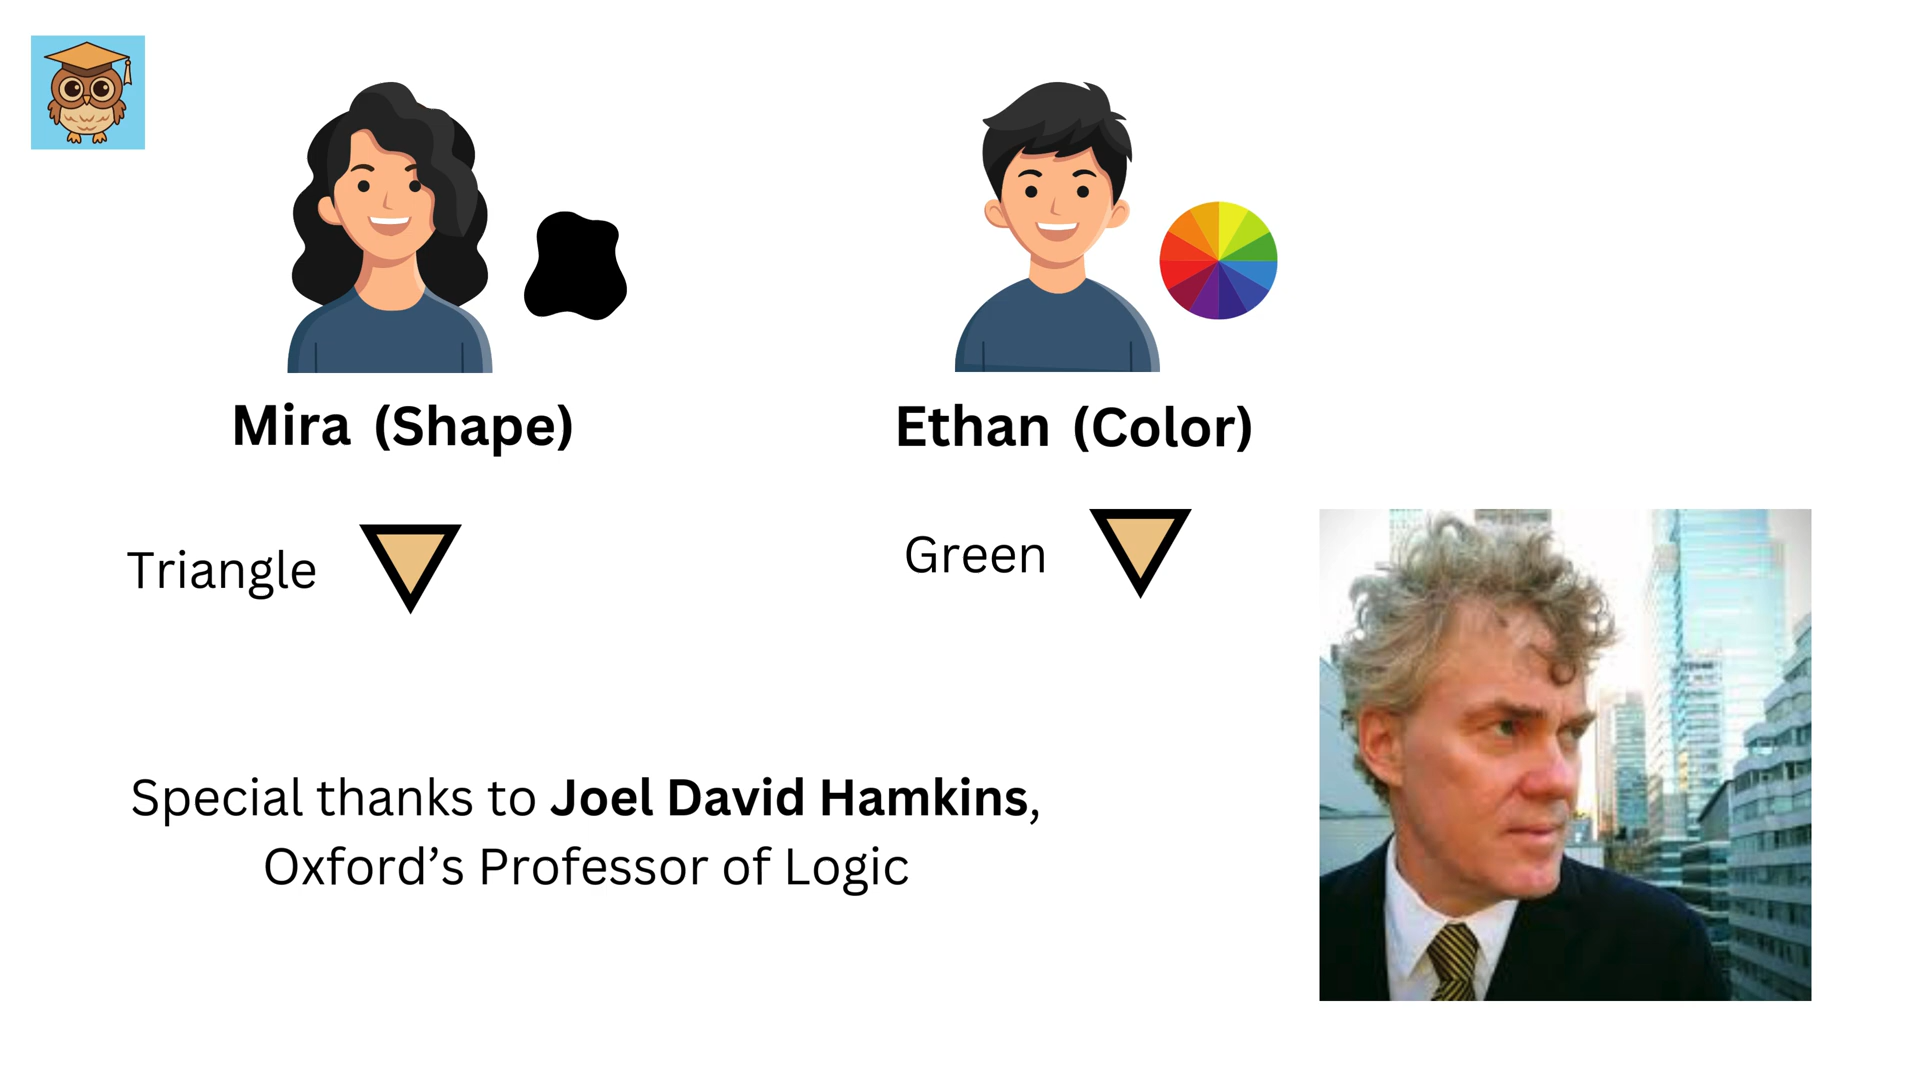 Mira (Shape)
Ethan (Color)
Triangle
Green
Special thanks to Joel David Hamkins,
Oxford’s Professor of Logic